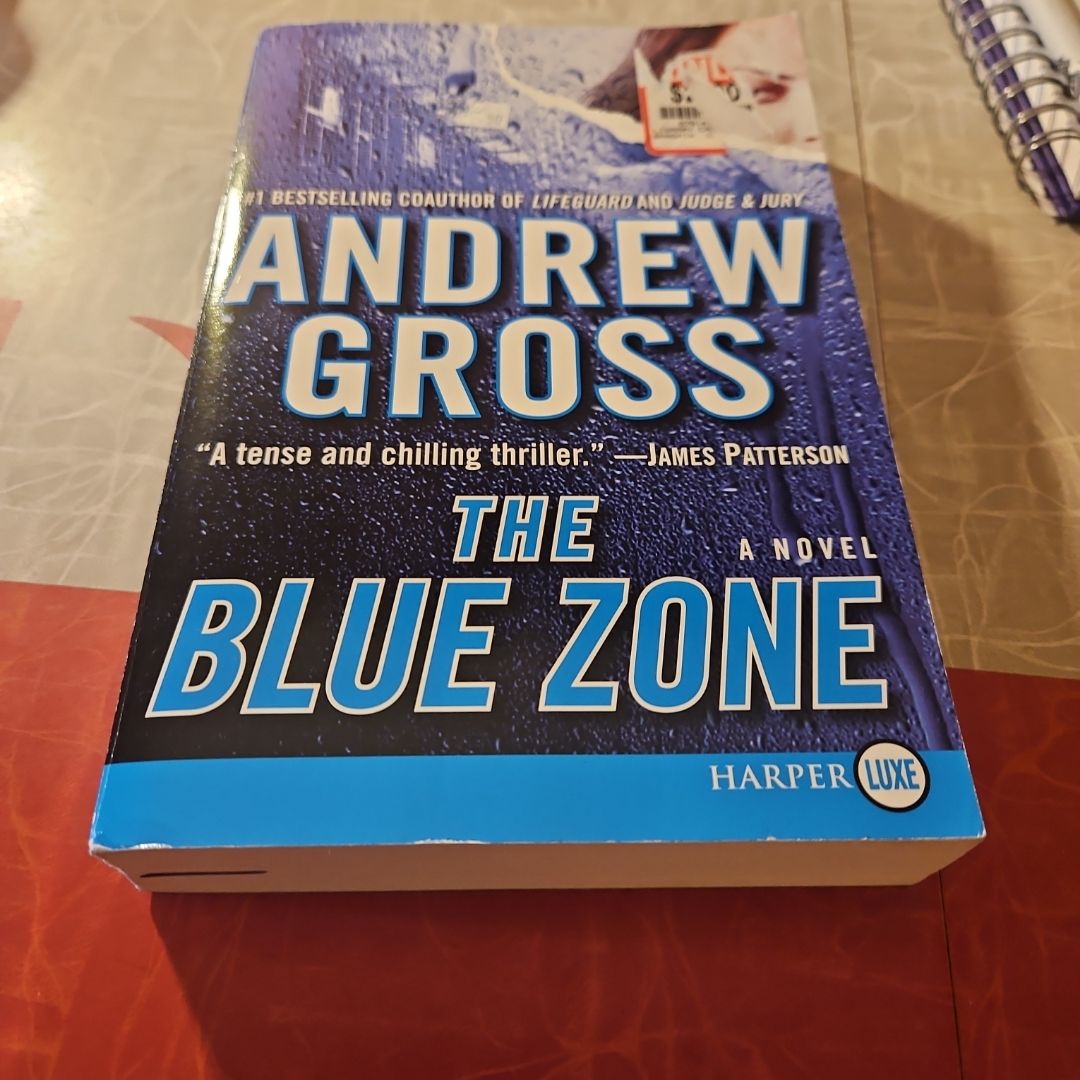 #1 BESTSELLING COAUTHOR OF LIFEGUARD AND JUDGE & JURY
ANDREW
GROSS
“A tense and chilling thriller.” —JAMES PATTERSON
THE
A NOVEL
BLUE ZONE
HARPER LUXE